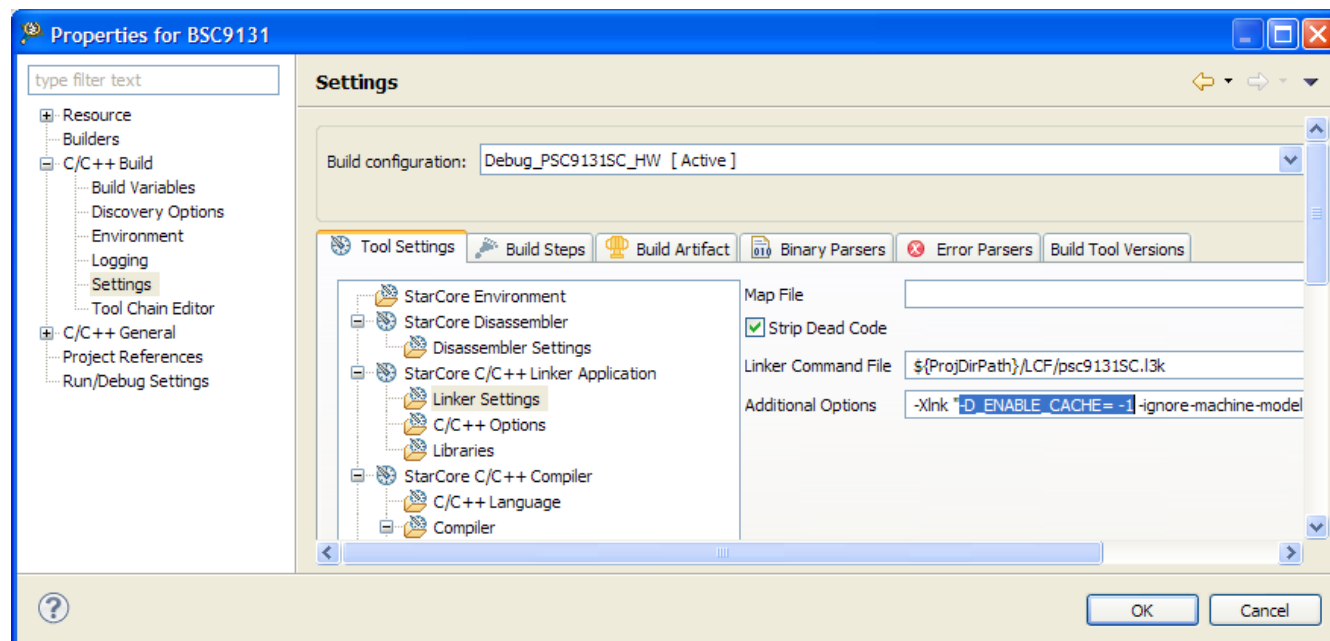 Properties for BSC9131
type filter text
Resource
Builders
C/C++ Build
Build Variables
Discovery Options
Environment
Logging
Settings
Tool Chain Editor
C/C++ General
Project References
Run/Debug Settings
Settings
Build configuration: Debug_PSC9131SC_HW [ Active ]
Tool Settings Build Steps Build Artifact Binary Parsers Error Parsers Build Tool Versions
StarCore Environment
StarCore Disassembler
Disassembler Settings
StarCore C/C++ Linker Application
Linker Settings
C/C++ Options
Libraries
StarCore C/C++ Compiler
C/C++ Language
Compiler
Map File
Strip Dead Code
Linker Command File ${ProjDirPath}/LCF/psc9131SC.l3k
Additional Options -Xlnk "-D_ENABLE_CACHE= -1 -ignore-machine-model
OK Cancel